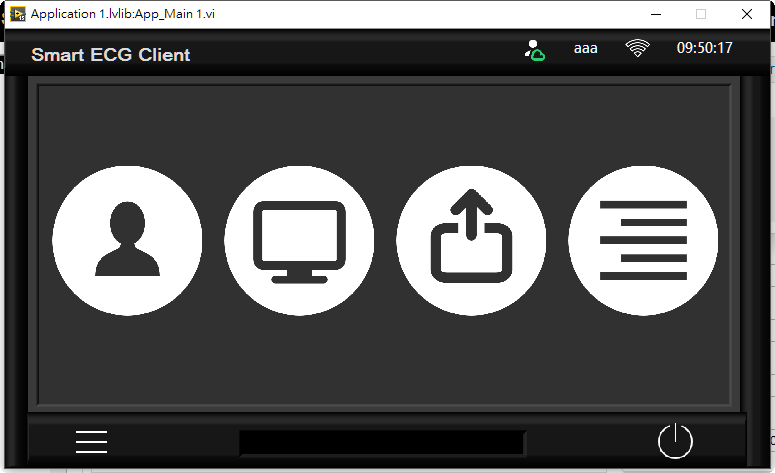 Application 1.lvlib:App_Main 1.vi
Smart ECG Client
aaa
09:50:17